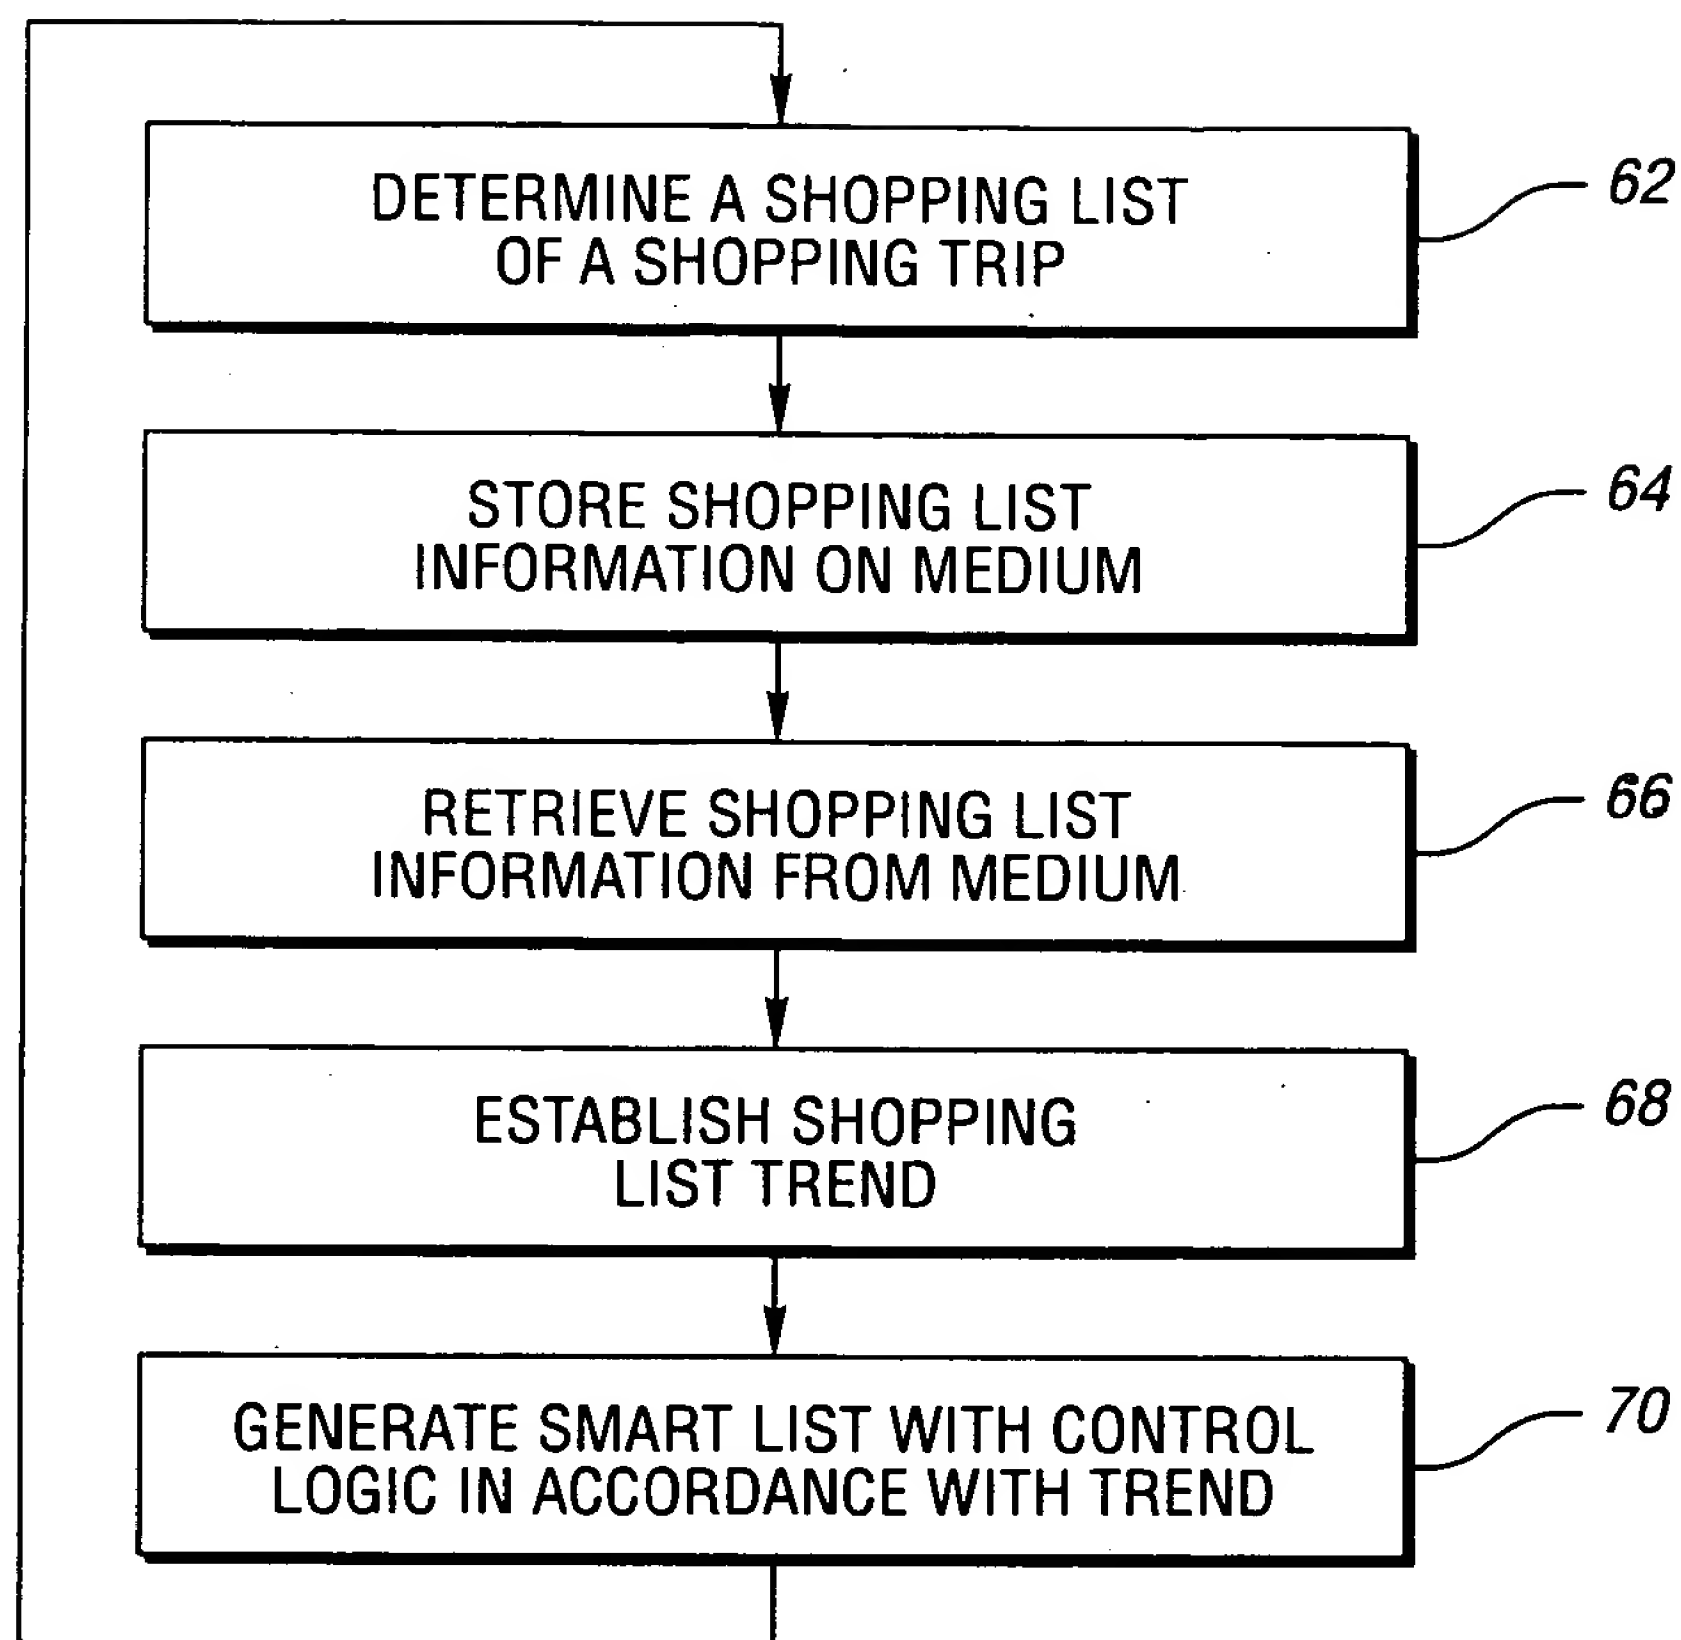 DETERMINE A SHOPPING LIST
OF A SHOPPING TRIP
62
STORE SHOPPING LIST
INFORMATION ON MEDIUM
64
RETRIEVE SHOPPING LIST
INFORMATION FROM MEDIUM
66
ESTABLISH SHOPPING
LIST TREND
68
GENERATE SMART LIST WITH CONTROL
LOGIC IN ACCORDANCE WITH TREND
70